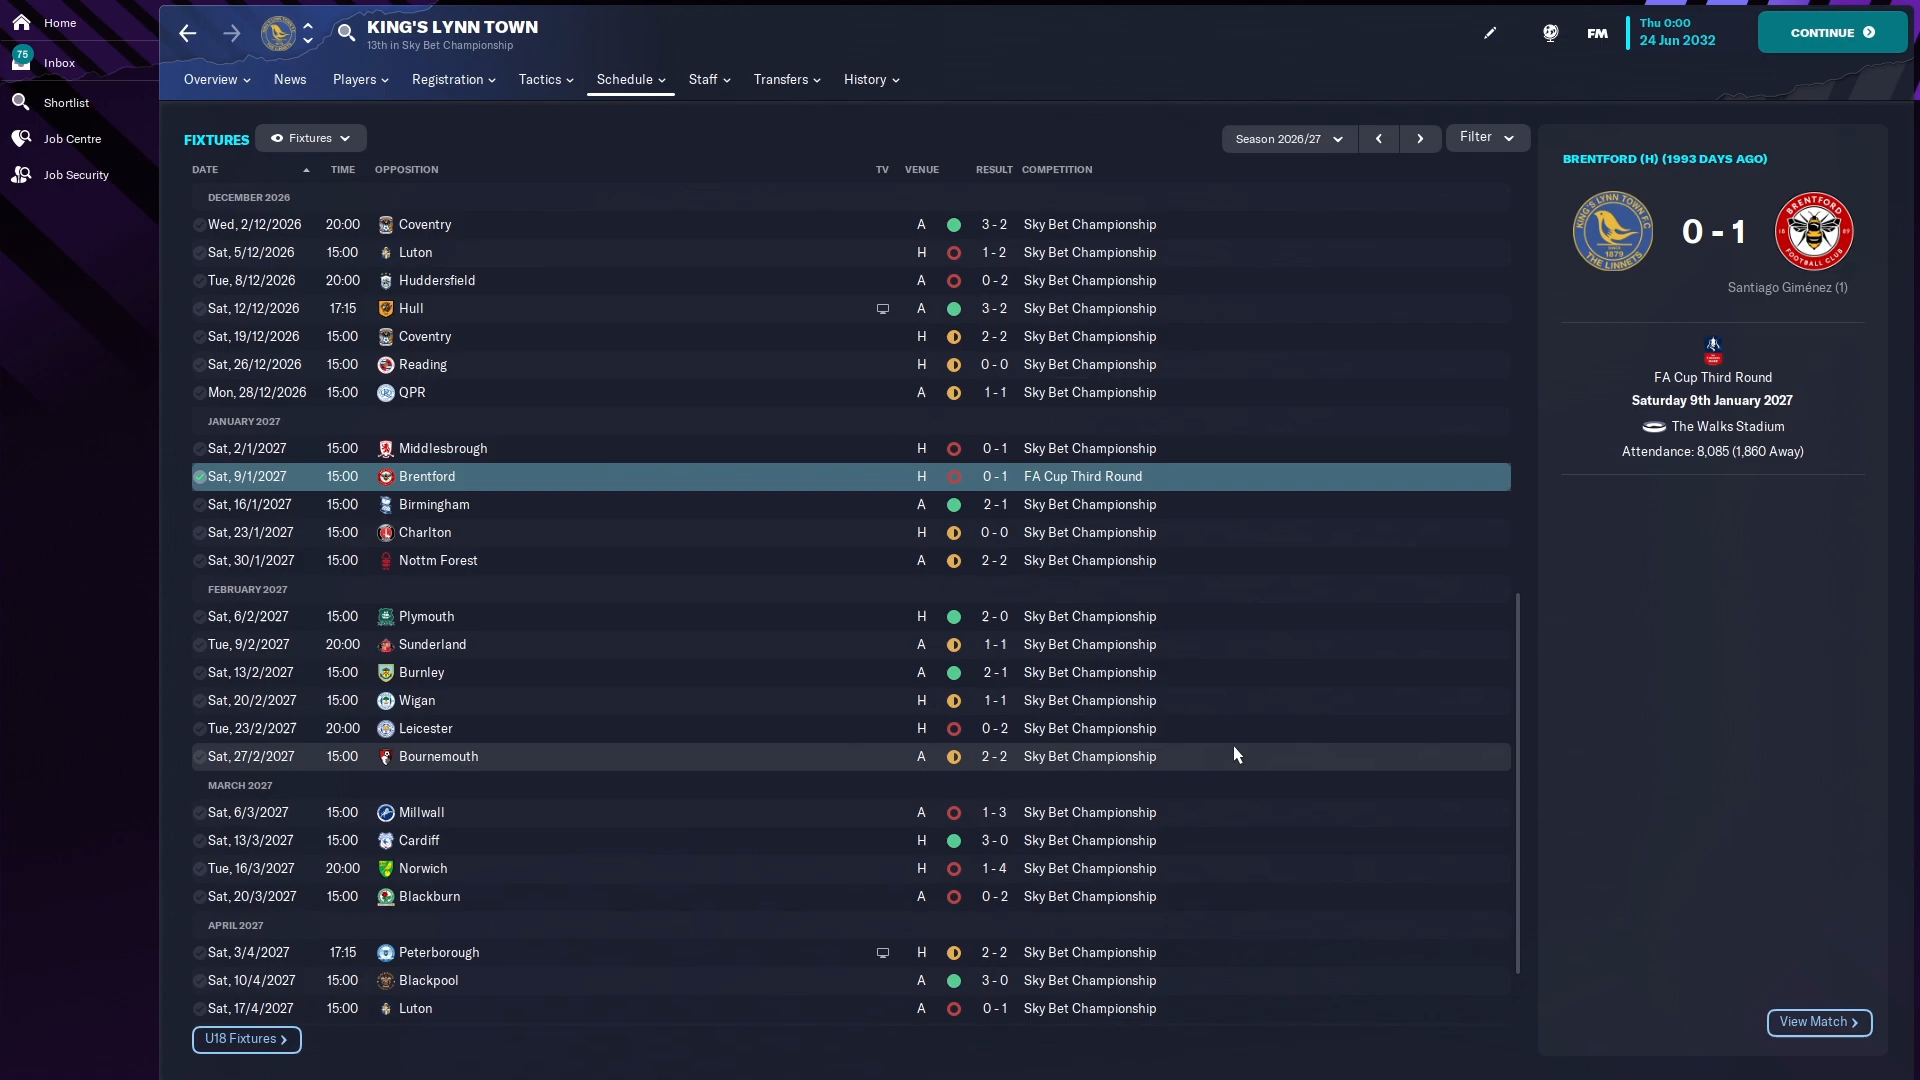 Home
75
Inbox
Shortlist
Job Centre
Job Security
KING'S LYNN TOWN
13th in Sky Bet Championship
FM
Thu 0:00
24 Jun 2032
CONTINUE
Overview News Players Registration Tactics Schedule Staff Transfers History
FIXTURES Fixtures Season 2026/27 Filter
DATE TIME OPPOSITION TV VENUE RESULT COMPETITION
DECEMBER 2026
Wed, 2/12/2026 20:00 Coventry A 3 - 2 Sky Bet Championship
Sat, 5/12/2026 15:00 Luton H 1 - 2 Sky Bet Championship
Tue, 8/12/2026 20:00 Huddersfield A 0 - 2 Sky Bet Championship
Sat, 12/12/2026 17:15 Hull A 3 - 2 Sky Bet Championship
Sat, 19/12/2026 15:00 Coventry H 2 - 2 Sky Bet Championship
Sat, 26/12/2026 15:00 Reading H 0 - 0 Sky Bet Championship
Mon, 28/12/2026 15:00 QPR A 1 - 1 Sky Bet Championship
JANUARY 2027
Sat, 2/1/2027 15:00 Middlesbrough H 0 - 1 Sky Bet Championship
Sat, 9/1/2027 15:00 Brentford H 0 - 1 FA Cup Third Round
Sat, 16/1/2027 15:00 Birmingham A 2 - 1 Sky Bet Championship
Sat, 23/1/2027 15:00 Charlton H 0 - 0 Sky Bet Championship
Sat, 30/1/2027 15:00 Nottm Forest A 2 - 2 Sky Bet Championship
FEBRUARY 2027
Sat, 6/2/2027 15:00 Plymouth H 2 - 0 Sky Bet Championship
Tue, 9/2/2027 20:00 Sunderland A 1 - 1 Sky Bet Championship
Sat, 13/2/2027 15:00 Burnley A 2 - 1 Sky Bet Championship
Sat, 20/2/2027 15:00 Wigan H 1 - 1 Sky Bet Championship
Tue, 23/2/2027 20:00 Leicester H 0 - 2 Sky Bet Championship
Sat, 27/2/2027 15:00 Bournemouth A 2 - 2 Sky Bet Championship
MARCH 2027
Sat, 6/3/2027 15:00 Millwall A 1 - 3 Sky Bet Championship
Sat, 13/3/2027 15:00 Cardiff H 3 - 0 Sky Bet Championship
Tue, 16/3/2027 20:00 Norwich H 1 - 4 Sky Bet Championship
Sat, 20/3/2027 15:00 Blackburn A 0 - 2 Sky Bet Championship
APRIL 2027
Sat, 3/4/2027 17:15 Peterborough H 2 - 2 Sky Bet Championship
Sat, 10/4/2027 15:00 Blackpool A 3 - 0 Sky Bet Championship
Sat, 17/4/2027 15:00 Luton A 0 - 1 Sky Bet Championship
U18 Fixtures
BRENTFORD (H) (1993 DAYS AGO)
KING'S LYNN TOWN FC
1879
THE LINNETS
0 - 1
BRENTFORD
18 89
FOOTBALL CLUB
Santiago Giménez (1)
FA Cup Third Round
Saturday 9th January 2027
The Walks Stadium
Attendance: 8,085 (1,860 Away)
View Match